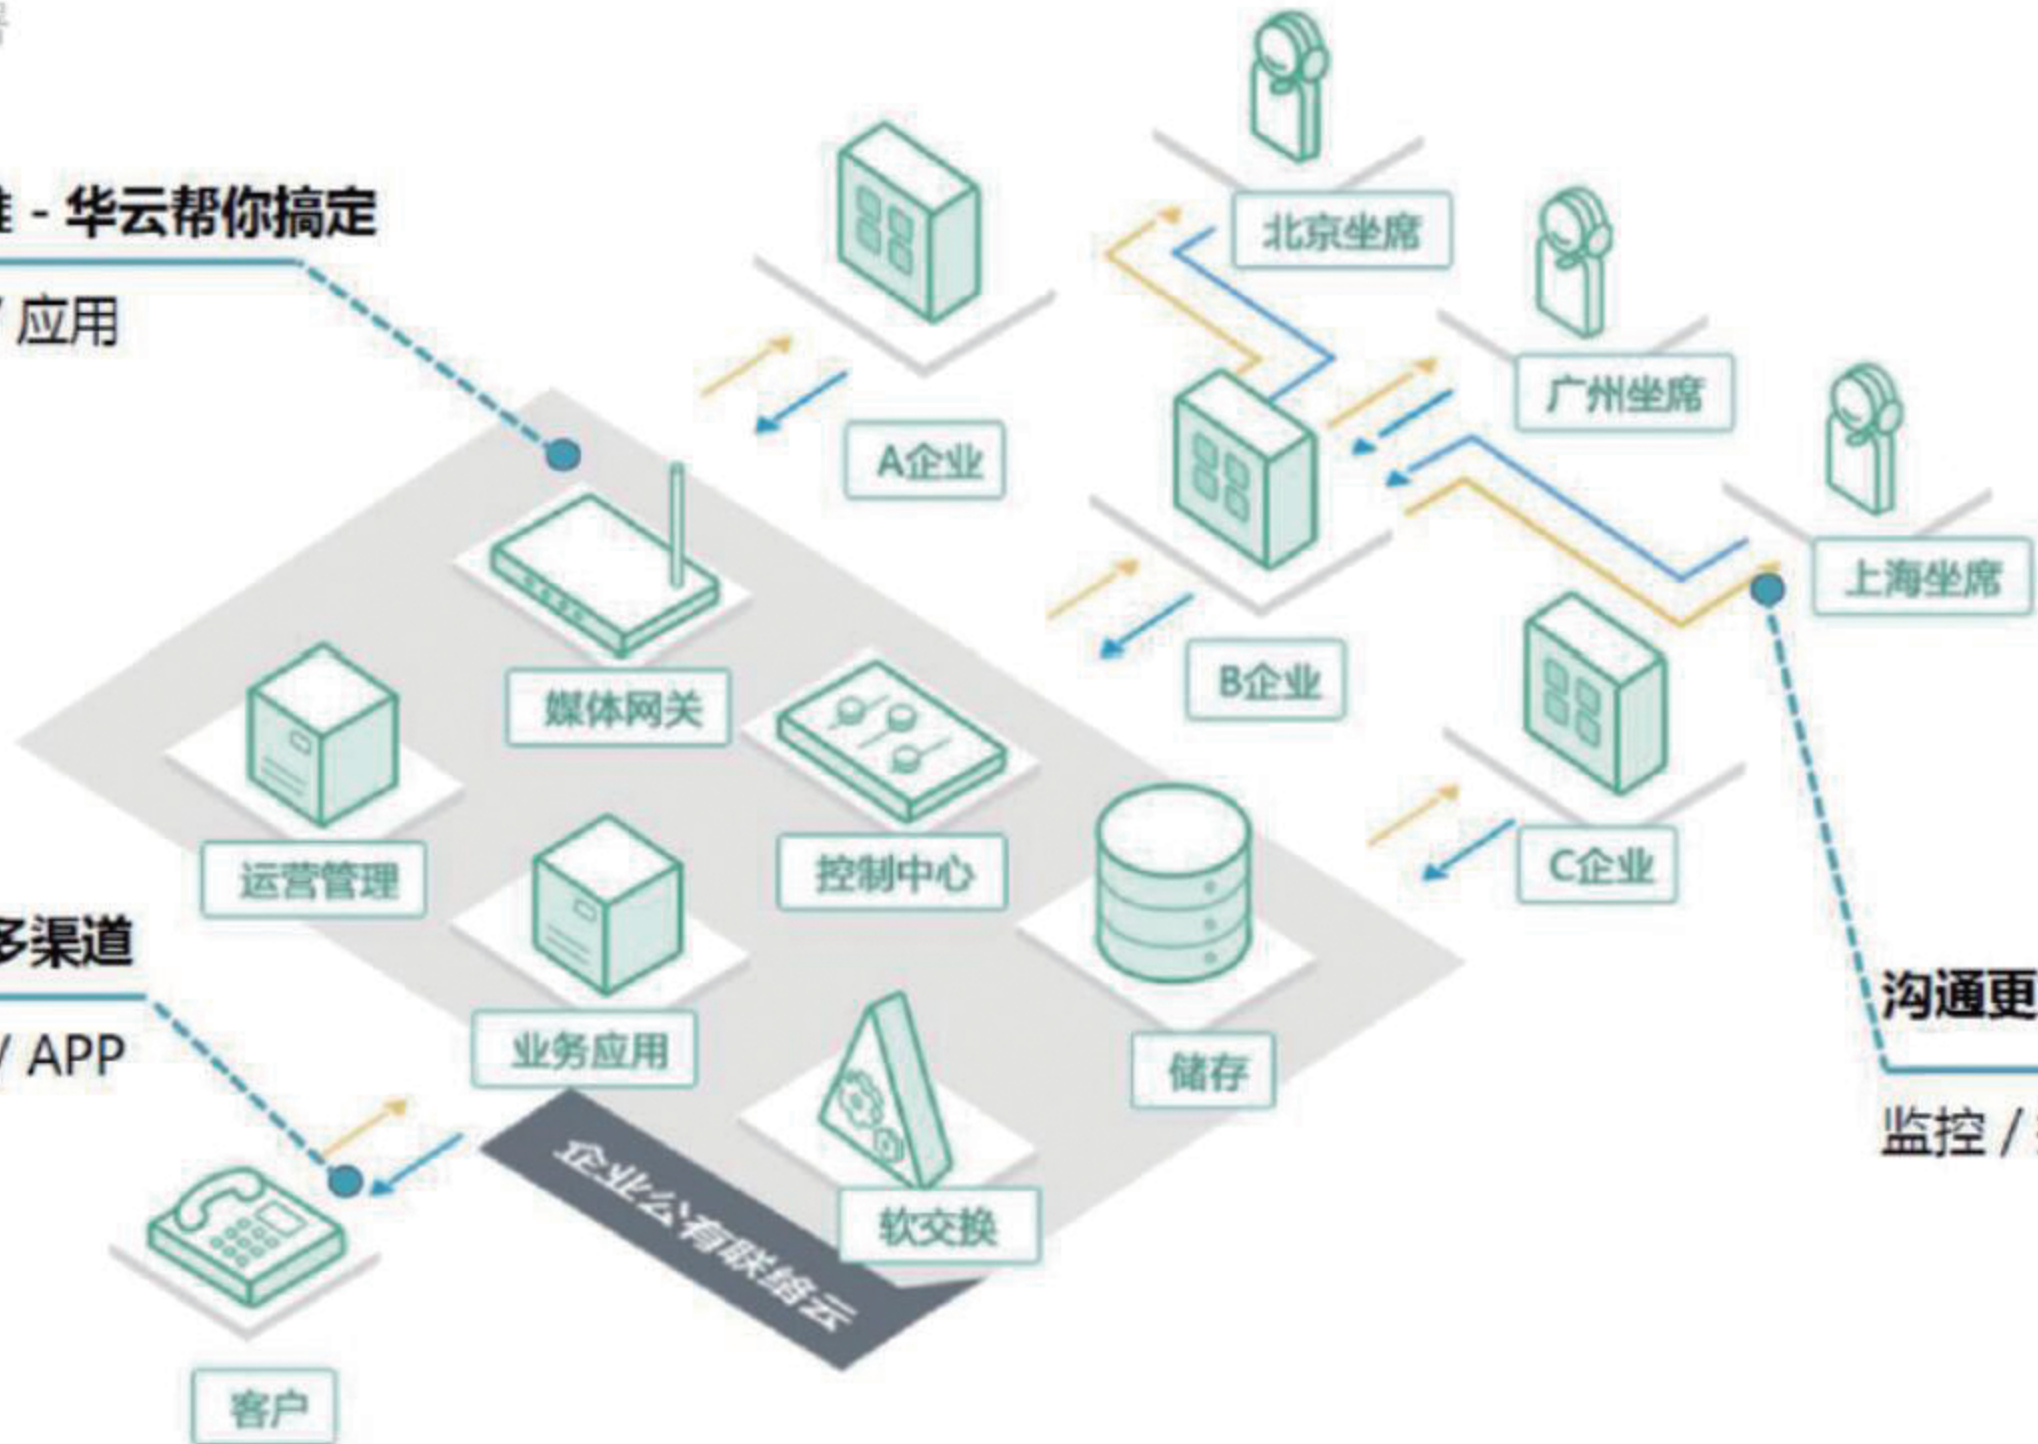 - 华云帮你搞定
/ 应用
北京坐席
广州坐席
上海坐席
A企业
B企业
C企业
媒体网关
运营管理
控制中心
业务应用
储存
软交换
企业公有联络云
多渠道
/ APP
客户
沟通更
监控 /